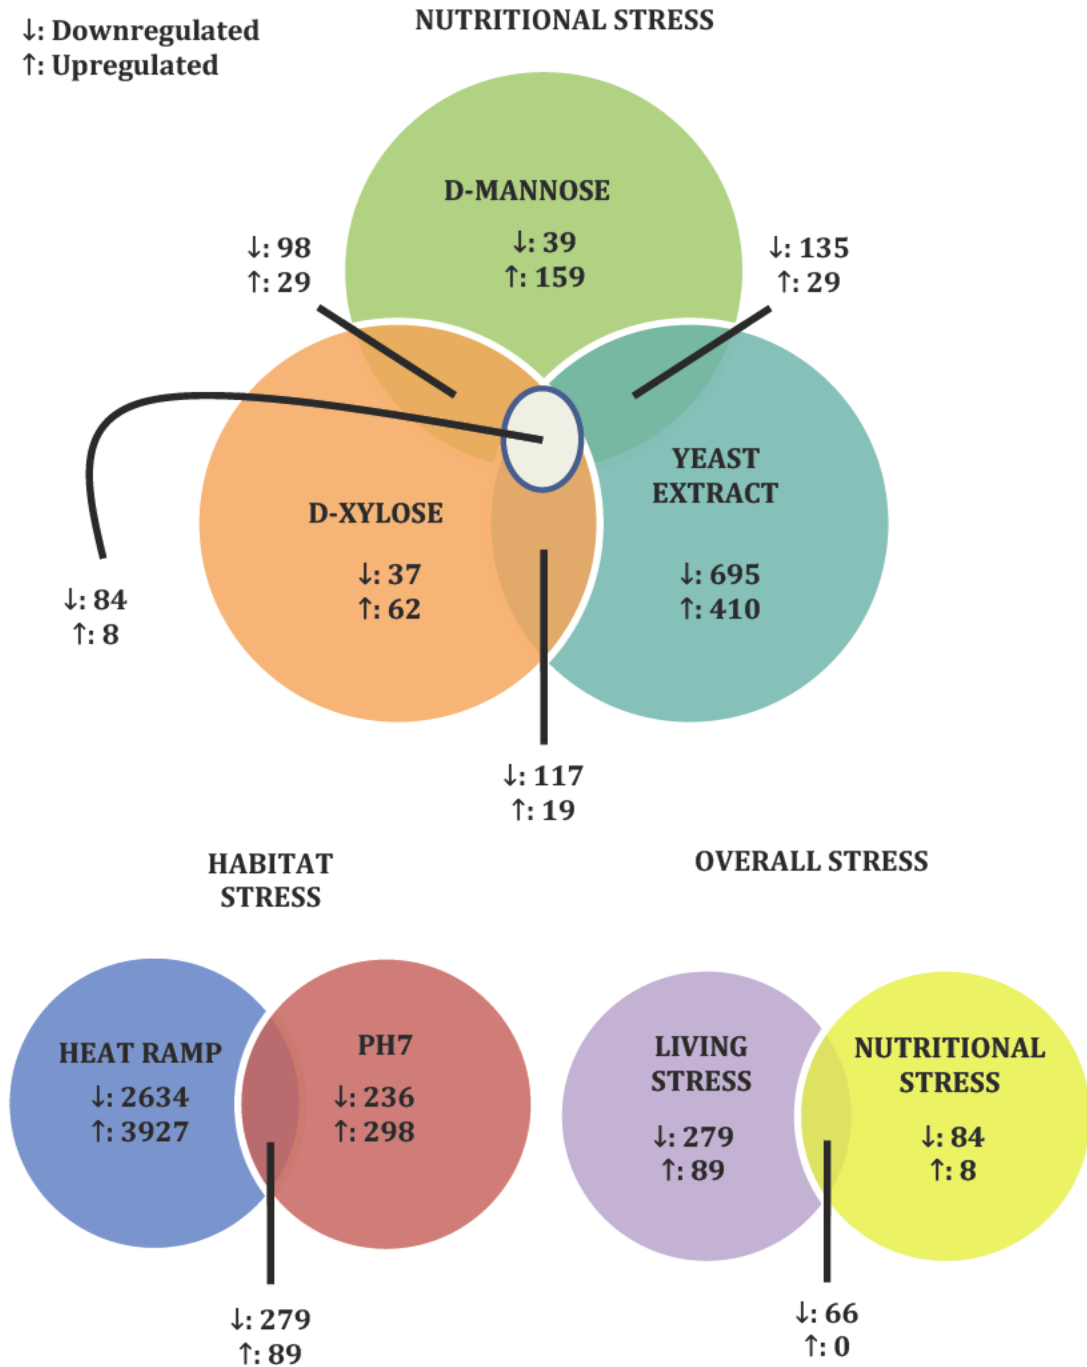 ↓: Downregulated
↑: Upregulated
NUTRITIONAL STRESS
D-MANNOSE
↓: 39
↑: 159
↓: 98
↑: 29
↓: 135
↑: 29
YEAST
EXTRACT
↓: 695
↑: 410
D-XYLOSE
↓: 37
↑: 62
↓: 84
↑: 8
↓: 117
↑: 19
HABITAT
STRESS
HEAT RAMP
↓: 2634
↑: 3927
PH7
↓: 236
↑: 298
↓: 279
↑: 89
OVERALL STRESS
LIVING
STRESS
↓: 279
↑: 89
NUTRITIONAL
STRESS
↓: 84
↑: 8
↓: 66
↑: 0